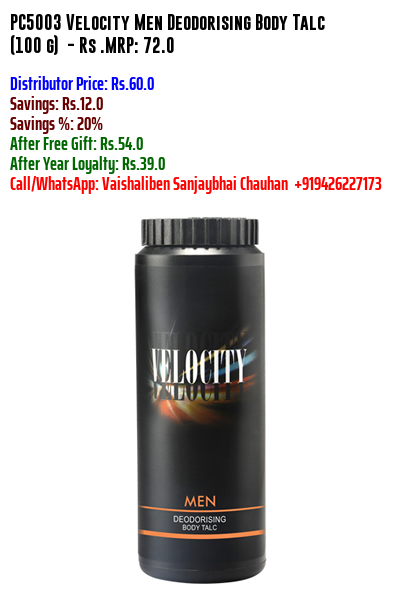 PC5003 Velocity Men Deodorising Body Talc
(100 g) - Rs .MRP: 72.0
Distributor Price: Rs.60.0
Savings: Rs.12.0
Savings %: 20%
After Free Gift: Rs.54.0
After Year Loyalty: Rs.39.0
Call/WhatsApp: Vaishaliben Sanjaybhai Chauhan +919426227173
VELOCITY
MEN
DEODORISING
BODY TALC